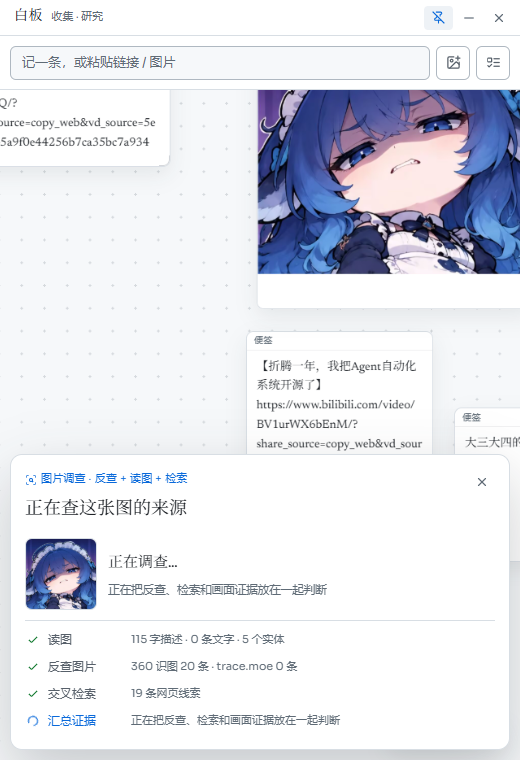 白板 收集 · 研究
记一条，或粘贴链接 / 图片
Q/?
ource=copy_web&vd_source=5e
5a9f0e44256b7ca35bc7a934
便签
【折腾一年，我把Agent自动化
系统开源了】
https://www.bilibili.com/video/
BV1urWX6bEnM/?
share_source=copy_web&vd_sour
便签
大三大四的
图片调查 · 反查 + 读图 + 检索
正在查这张图的来源
正在调查...
正在把反查、检索和画面证据放在一起判断
读图 115 字描述 · 0 条文字 · 5 个实体
反查图片 360 识图 20 条 · trace.moe 0 条
交叉检索 19 条网页线索
汇总证据 正在把反查、检索和画面证据放在一起判断